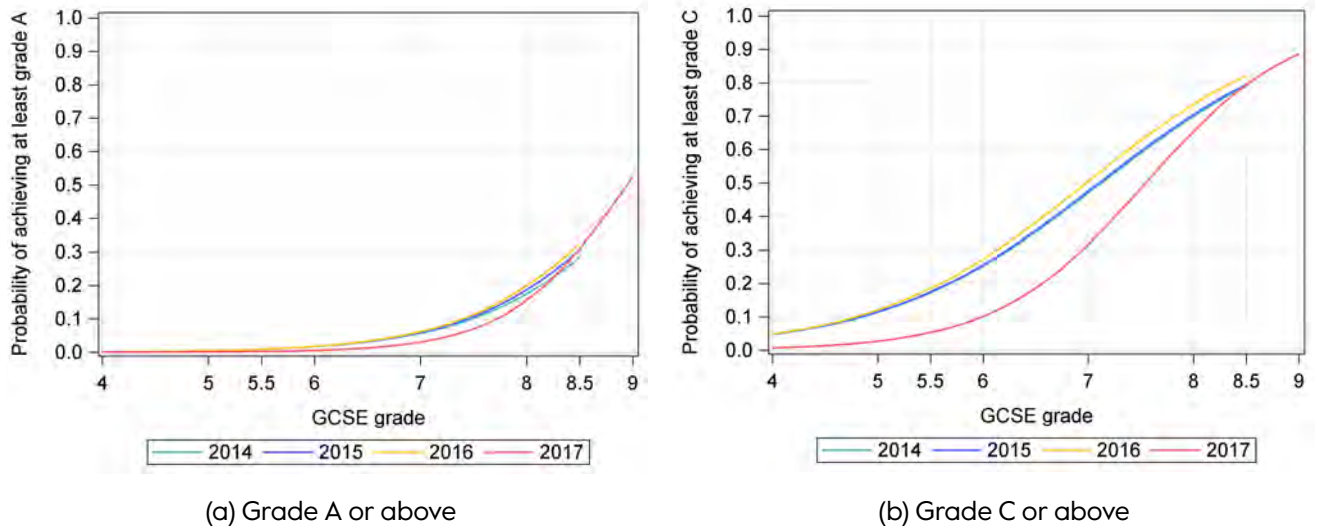 Probability of achieving at least grade A
1.0
0.9
0.8
0.7
0.6
0.5
0.4
0.3
0.2
0.1
0.0
4 5 5.5 6 7 8 8.5 9
GCSE grade
2014 2015 2016 2017
(a) Grade A or above
Probability of achieving at least grade C
1.0
0.9
0.8
0.7
0.6
0.5
0.4
0.3
0.2
0.1
0.0
4 5 5.5 6 7 8 8.5 9
GCSE grade
2014 2015 2016 2017
(b) Grade C or above